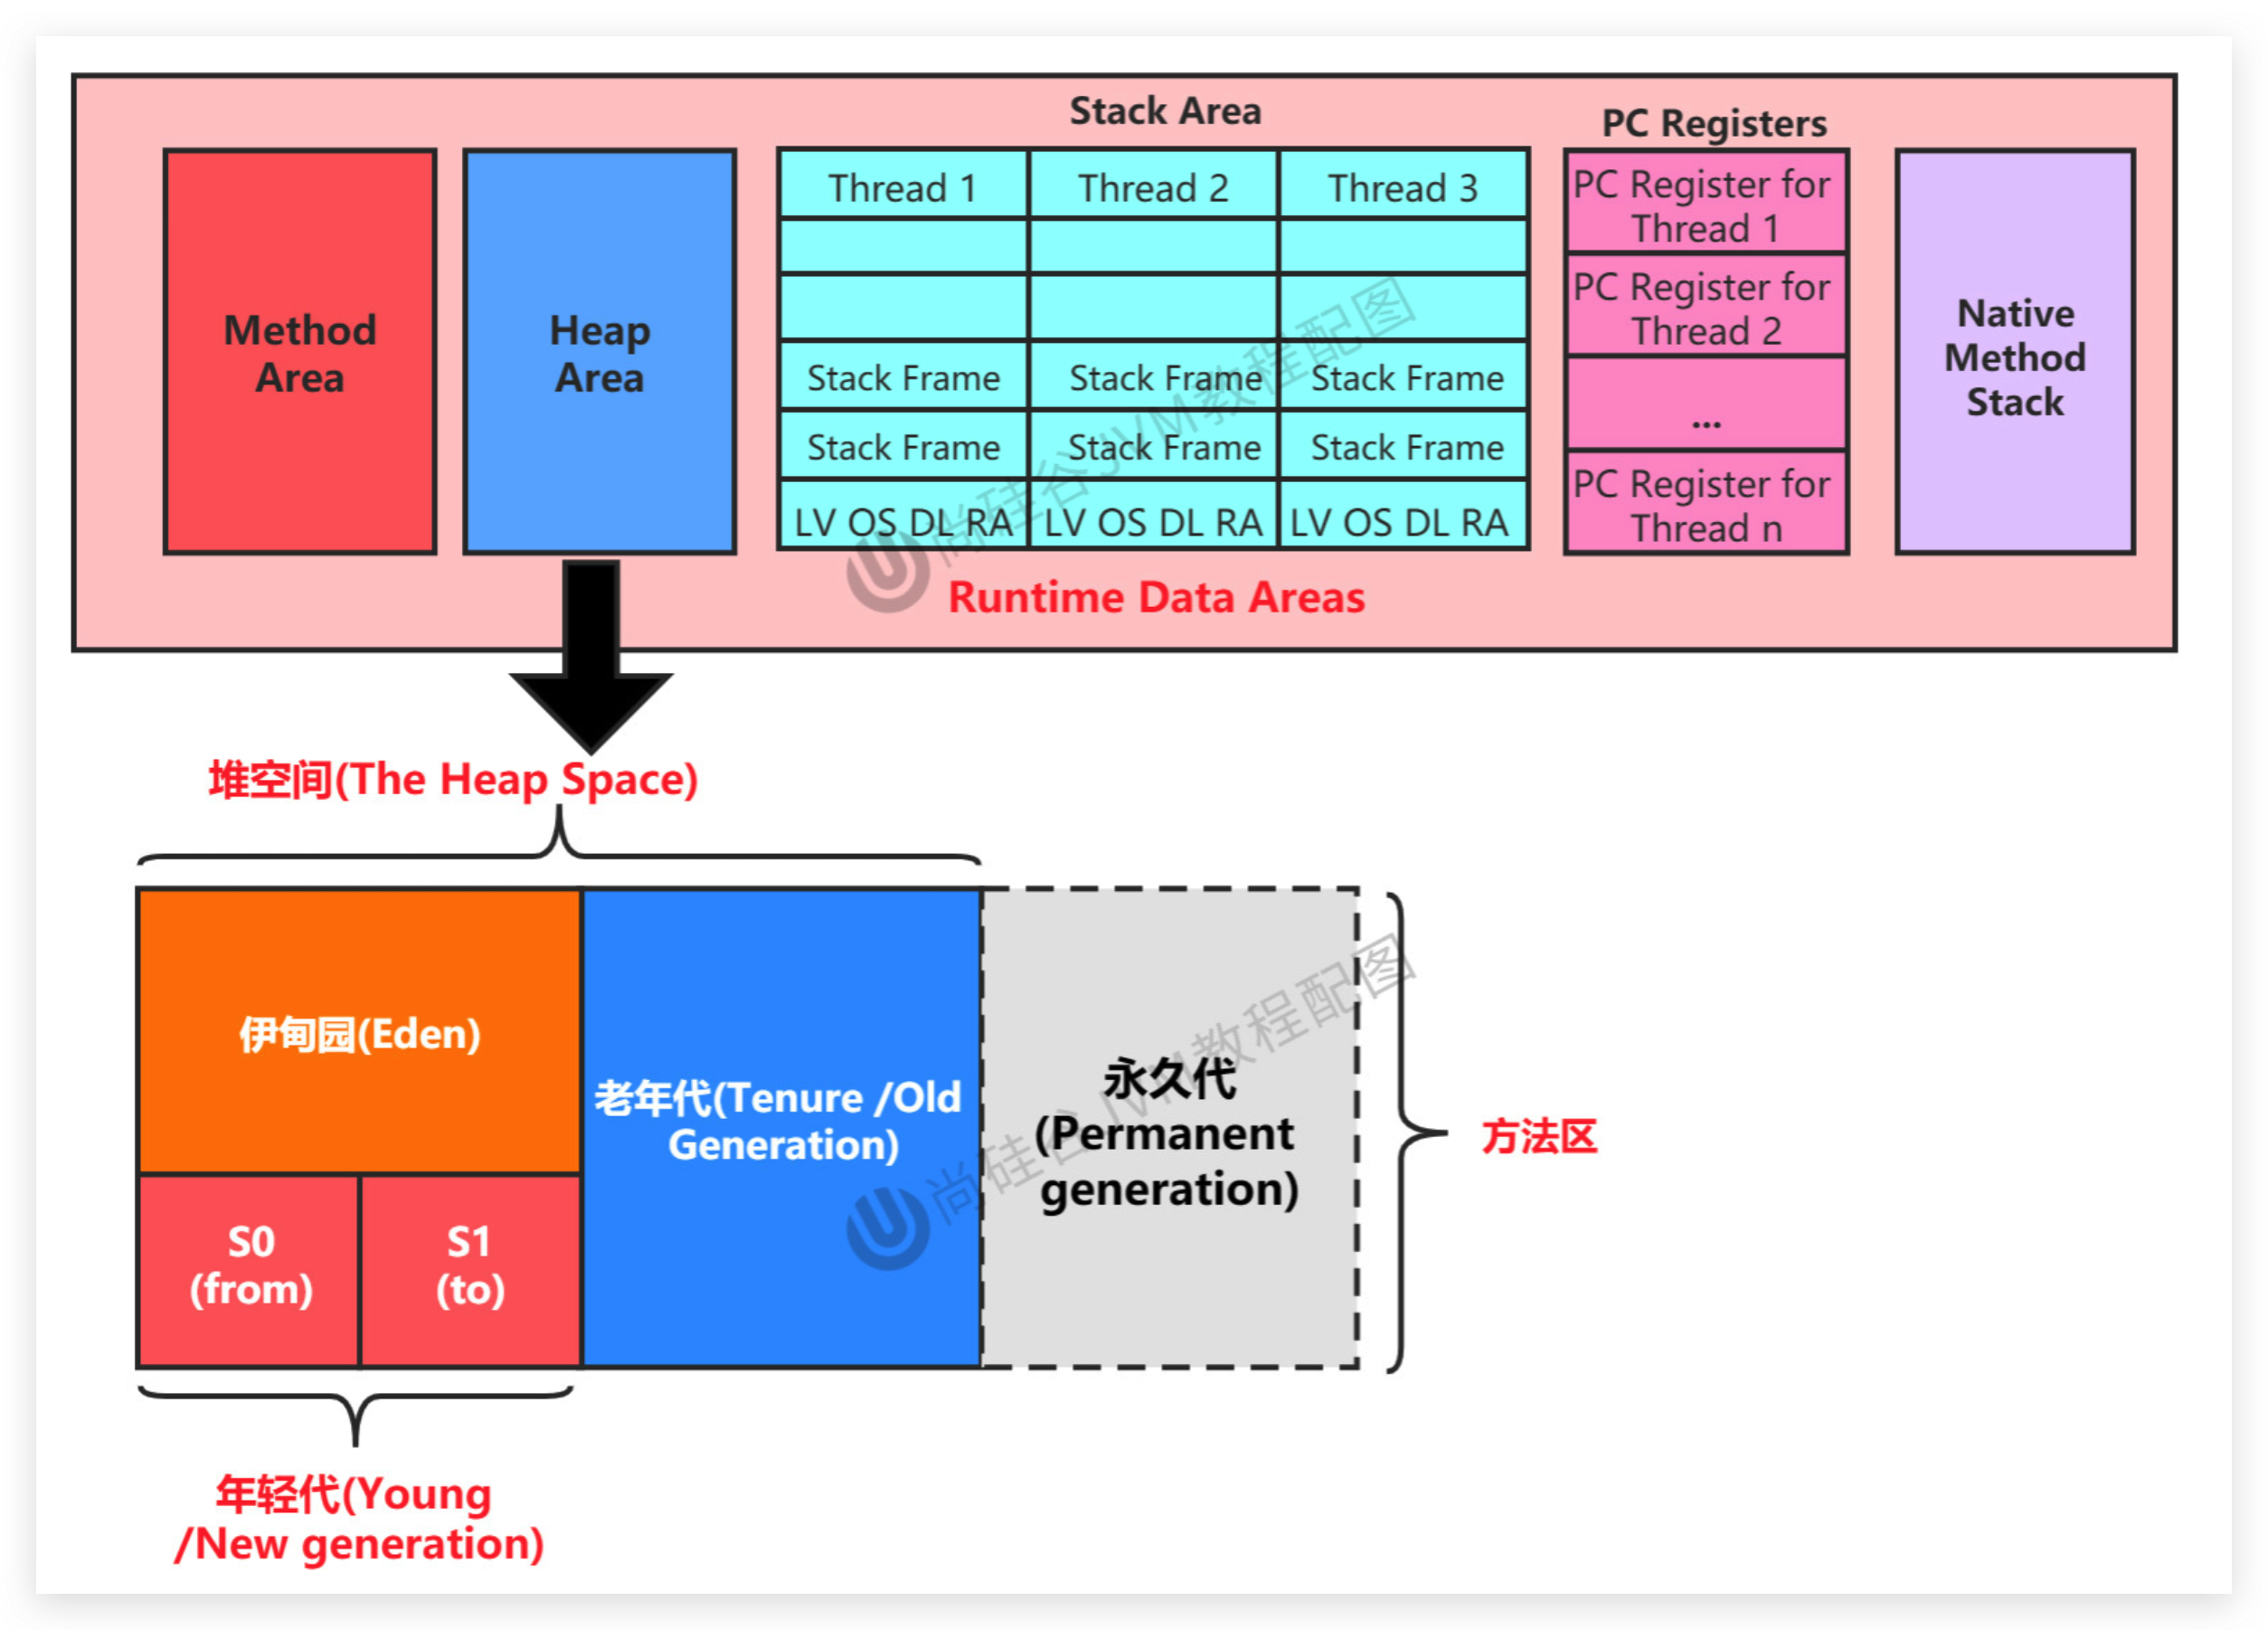 Stack Area
PC Registers
Method
Area
Heap
Area
Thread 1
Thread 2
Thread 3
Stack Frame
Stack Frame
Stack Frame
Stack Frame
Stack Frame
Stack Frame
LV OS DL RA
LV OS DL RA
LV OS DL RA
PC Register for
Thread 1
PC Register for
Thread 2
...
PC Register for
Thread n
Native
Method
Stack
尚硅谷JVM教程配图
Runtime Data Areas
堆空间(The Heap Space)
伊甸园(Eden)
S0
(from)
S1
(to)
老年代(Tenure /Old
Generation)
永久代
(Permanent
generation)
尚硅谷JVM教程配图
方法区
年轻代(Young
/New generation)